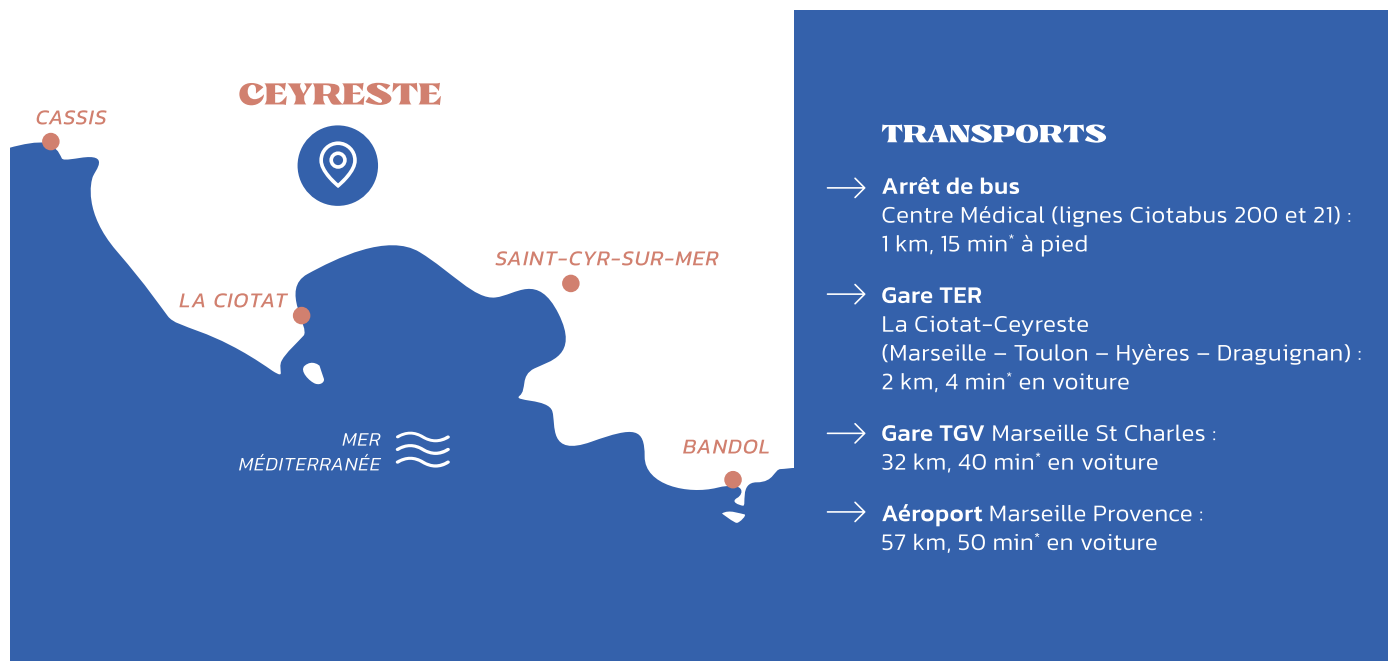 CEYRESTE
CASSIS
SAINT-CYR-SUR-MER
LA CIOTAT
MER
MÉDITERRANÉE
BANDOL
TRANSPORTS
Arrêt de bus
Centre Médical (lignes Ciotabus 200 et 21) :
1 km, 15 min* à pied
Gare TER
La Ciotat-Ceyreste
(Marseille – Toulon – Hyères – Draguignan) :
2 km, 4 min* en voiture
Gare TGV Marseille St Charles :
32 km, 40 min* en voiture
Aéroport Marseille Provence :
57 km, 50 min* en voiture